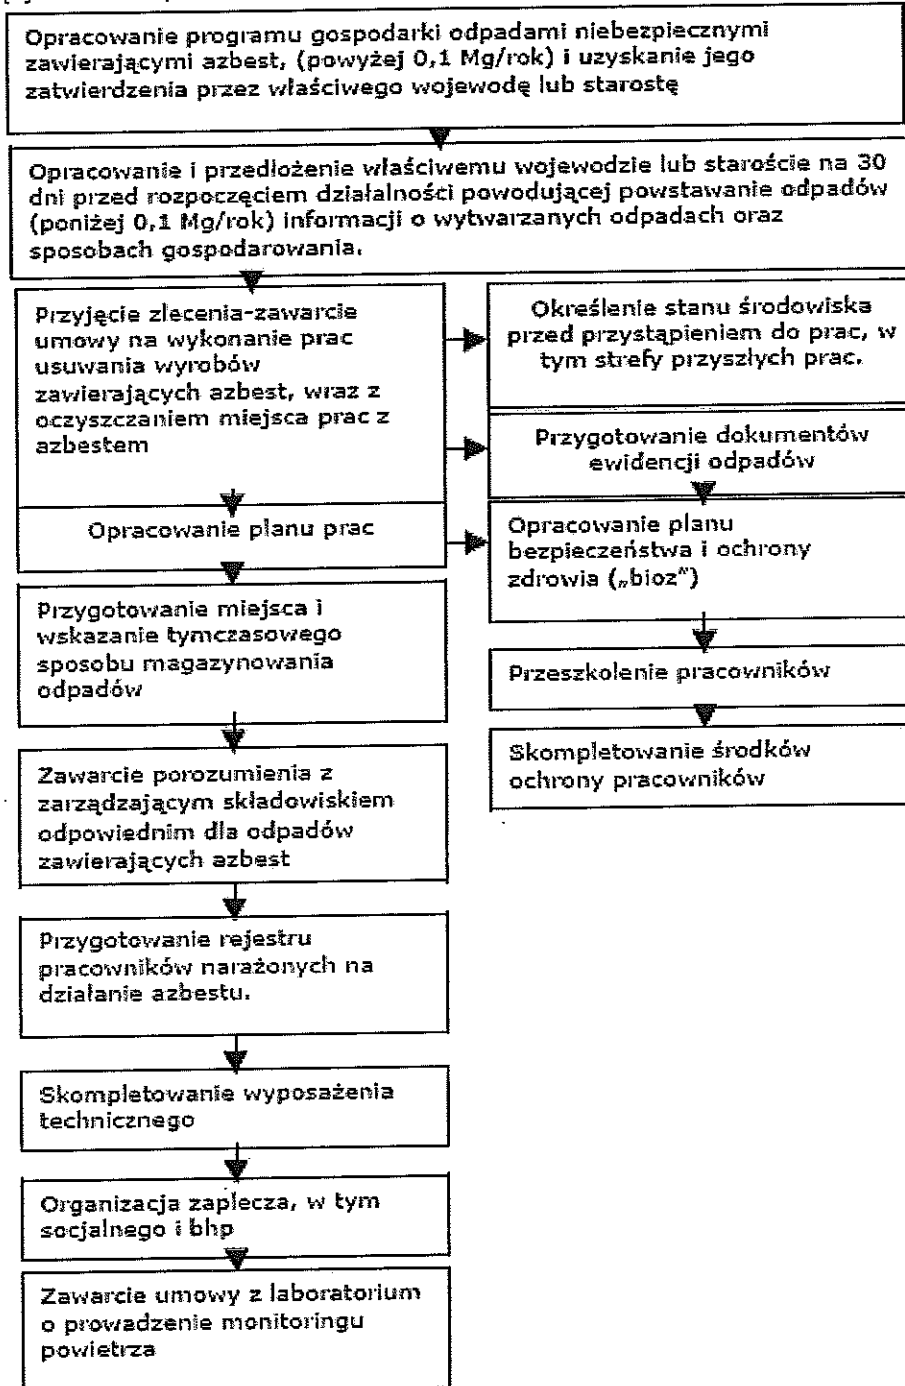 Opracowanie programu gospodarki odpadami niebezpiecznymi
zawierającymi azbest, (powyżej 0,1 Mg/rok) i uzyskanie jego
zatwierdzenia przez właściwego wojewodę lub starostę
Opracowanie i przedłożenie właściwemu wojewodzie lub staroście na 30
dni przed rozpoczęciem działalności powodującej powstawanie odpadów
(poniżej 0,1 Mg/rok) informacji o wytwarzanych odpadach oraz
sposobach gospodarowania.
Przyjęcie zlecenia-zawarcie
umowy na wykonanie prac
usuwania wyrobów
zawierających azbest, wraz z
oczyszczaniem miejsca prac z
azbestem
Określenie stanu środowiska
przed przystąpieniem do prac, w
tym strefy przyszłych prac.
Przygotowanie dokumentów
ewidencji odpadów
Opracowanie planu prac
Opracowanie planu
bezpieczeństwa i ochrony
zdrowia („bioz”)
Przygotowanie miejsca i
wskazanie tymczasowego
sposobu magazynowania
odpadów
Przeszkolenie pracowników
Skompletowanie środków
ochrony pracowników
Zawarcie porozumienia z
zarządzającym składowiskiem
odpowiednim dla odpadów
zawierających azbest
Przygotowanie rejestru
pracowników narażonych na
działanie azbestu.
Skompletowanie wyposażenia
technicznego
Organizacja zaplecza, w tym
socjalnego i bhp
Zawarcie umowy z laboratorium
o prowadzenie monitoringu
powietrza